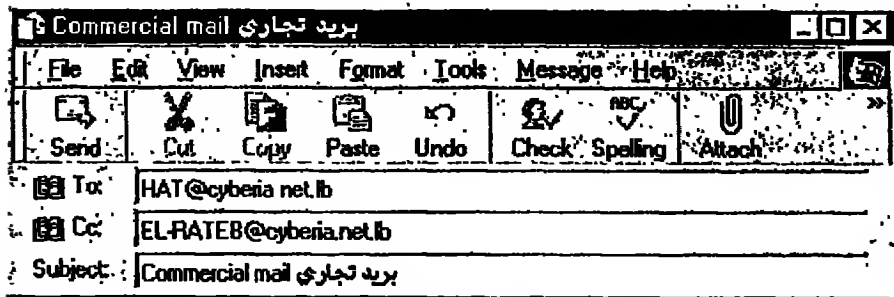 Commercial mail بريد تجاري
File Edit View Insert Format Tools Message Help
Send Cut Copy Paste Undo Check Spelling Attach
To: HAT@cyberia net.lb
Cc: EL-RATEB@cyberia.net.lb
Subject: Commercial mail بريد تجاري